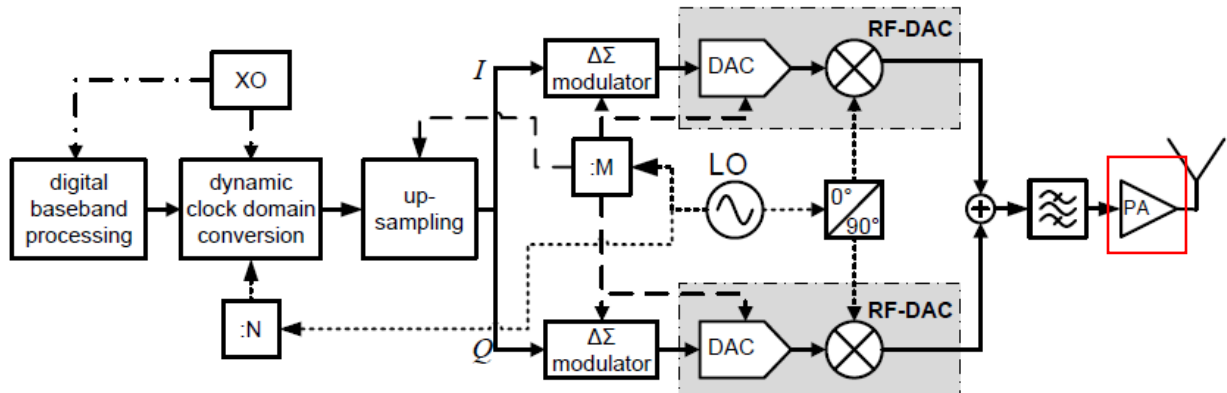 RF-DAC
XO
I
ΔΣ
modulator
DAC
digital
baseband
processing
dynamic
clock domain
conversion
up-
sampling
:M
LO
0°
90°
PA
:N
Q
ΔΣ
modulator
DAC
RF-DAC